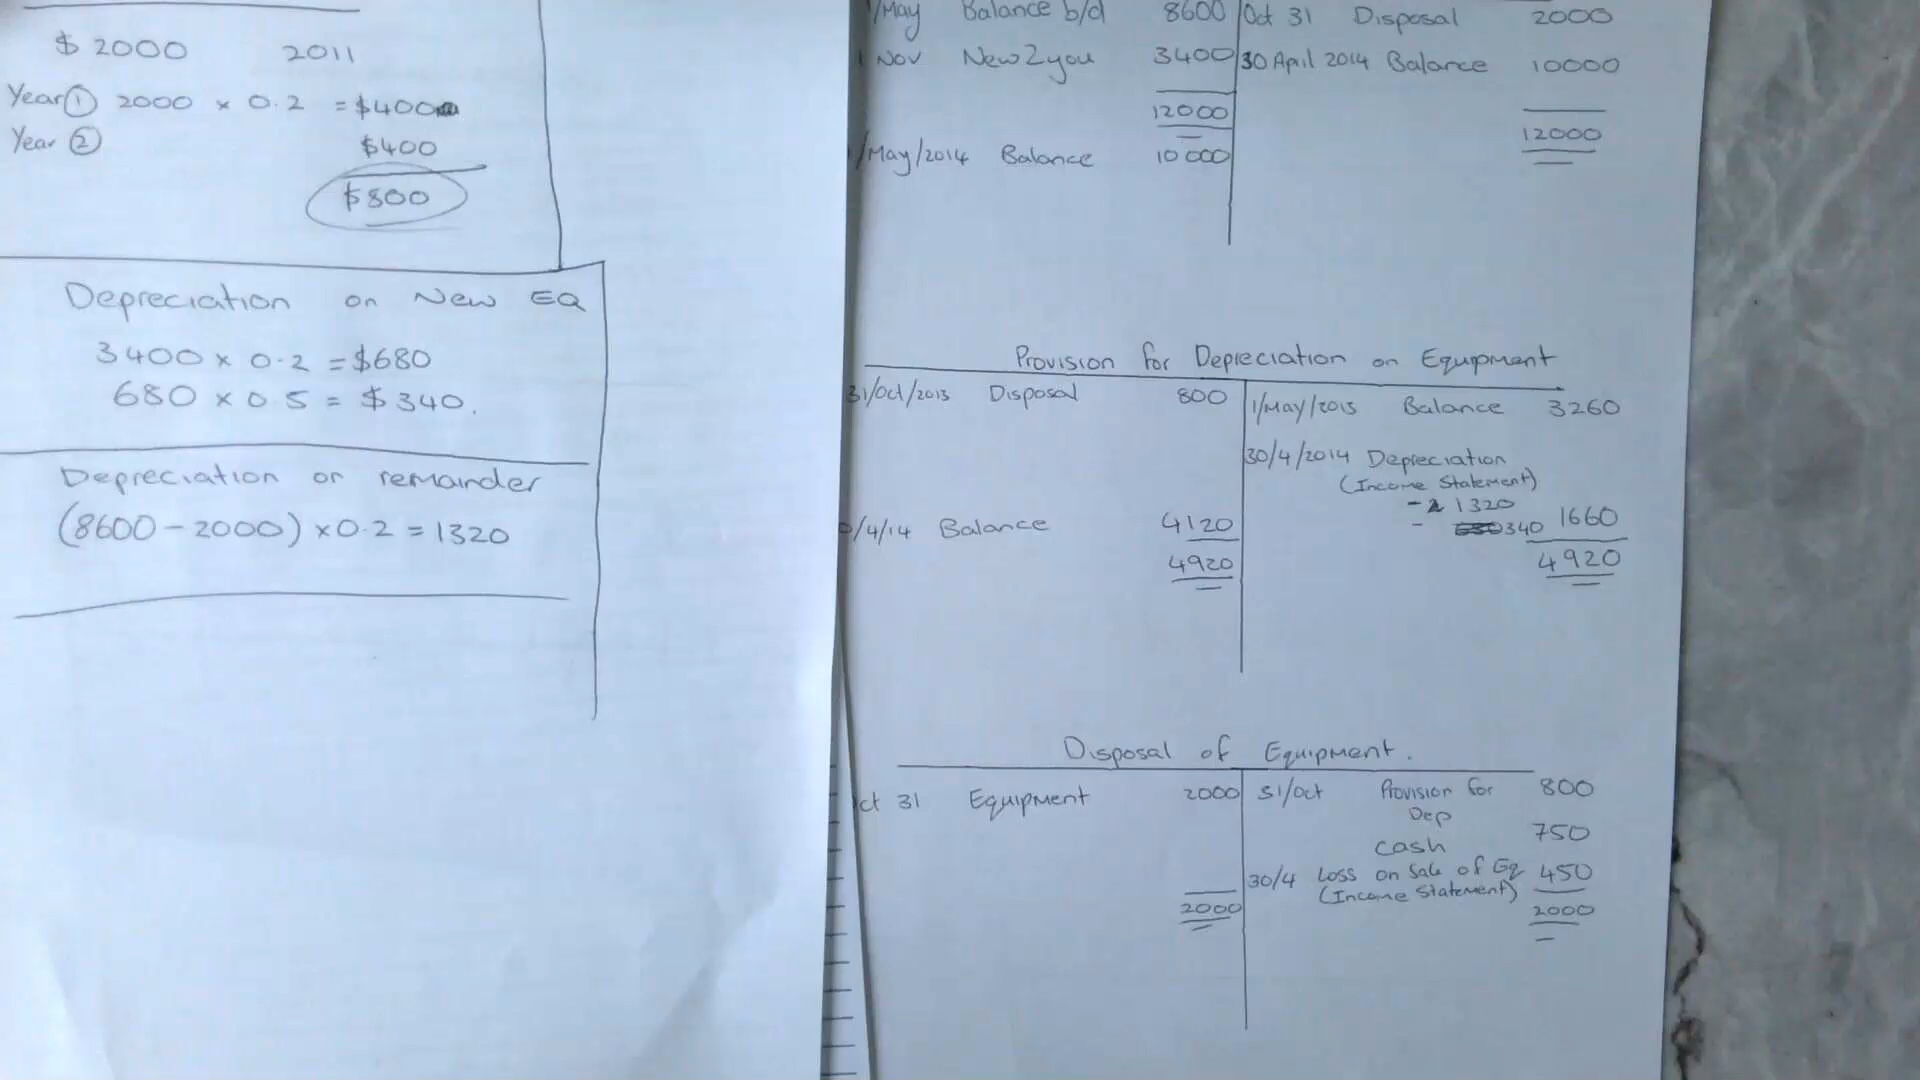 $ 2000 2011
Year ① 2000 × 0.2 = $400
Year ② $400
$800
Depreciation on New EQ
3400 × 0.2 = $680
680 × 0.5 = $340.
Depreciation on remainder
(8600 - 2000) × 0.2 = 1320
/May Balance b/d 8600 Oct 31 Disposal 2000
1 Nov New2you 3400 30 April 2014 Balance 10000
12000 12000
/May/2014 Balance 10000
Provision for Depreciation on Equipment
31/Oct/2013 Disposal 800 1/May/2013 Balance 3260
30/4/2014 Depreciation
(Income Statement)
- 1320
- 340 1660
/4/14 Balance 4120
4920 4920
Disposal of Equipment.
ct 31 Equipment 2000 31/Oct Provision for 800
Dep
Cash 750
30/4 Loss on Sale of Eq 450
(Income Statement)
2000 2000